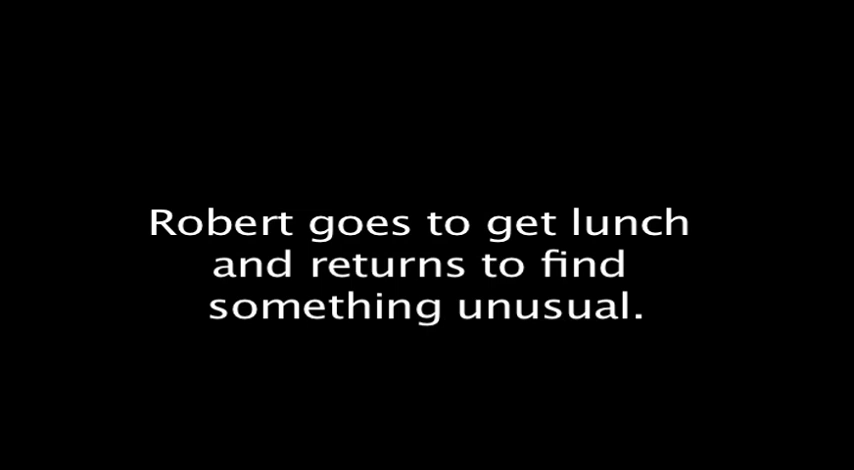 Robert goes to get lunch
and returns to find
something unusual.